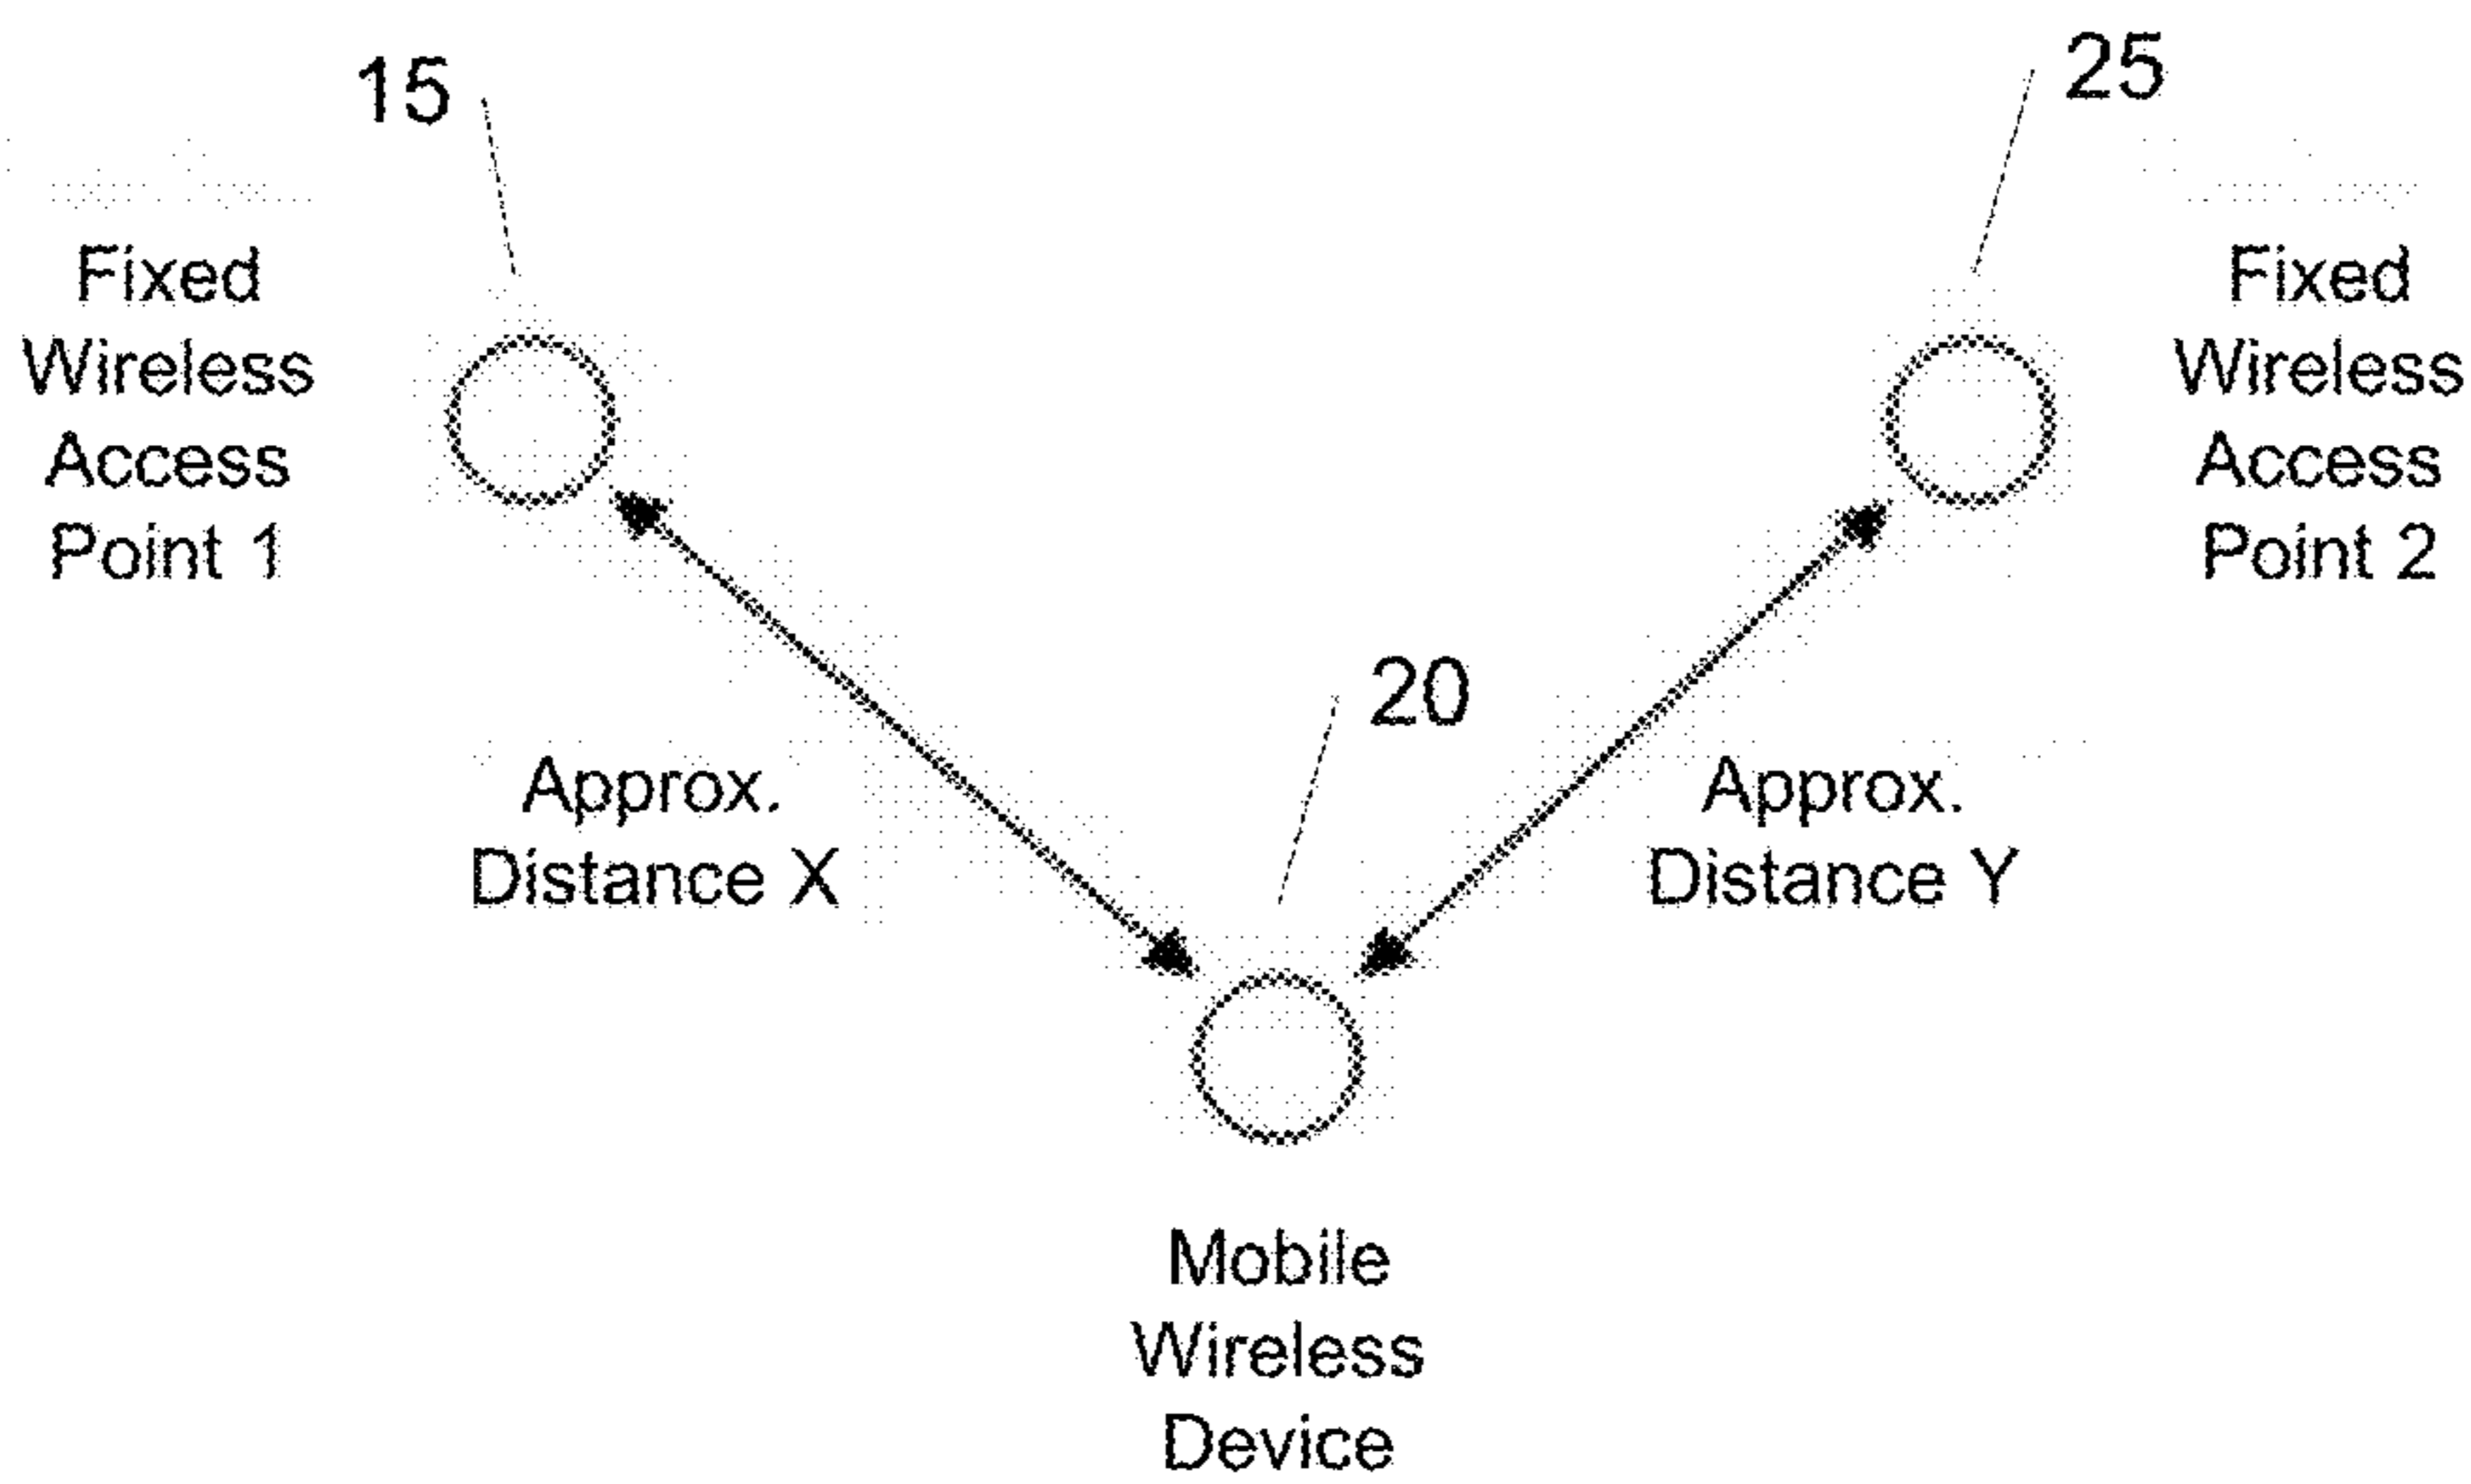 15
25
Fixed
Wireless
Access
Point 1
Fixed
Wireless
Access
Point 2
20
Approx.
Distance X
Approx.
Distance Y
Mobile
Wireless
Device